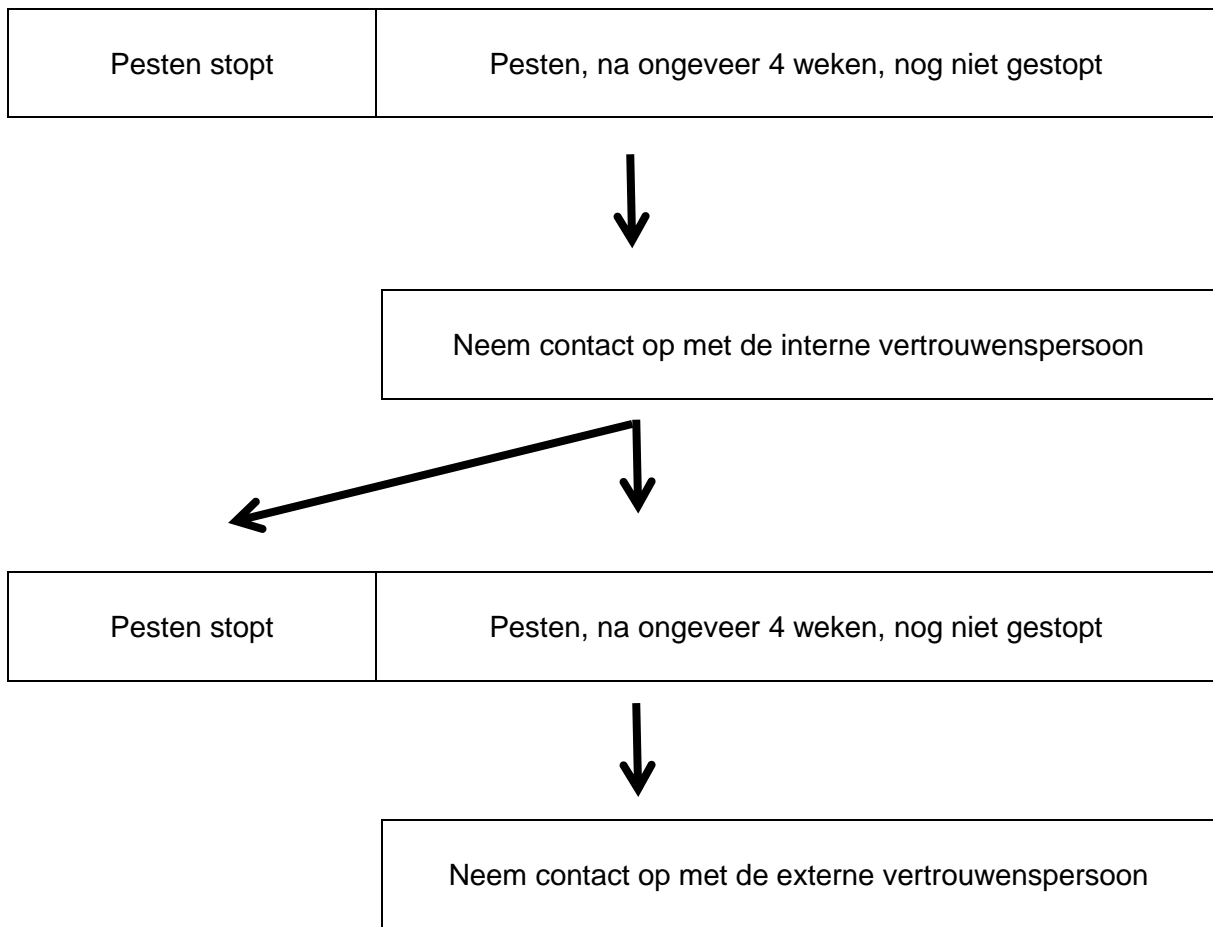 Pesten stopt
Pesten, na ongeveer 4 weken, nog niet gestopt
Neem contact op met de interne vertrouwenspersoon
Pesten stopt
Pesten, na ongeveer 4 weken, nog niet gestopt
Neem contact op met de externe vertrouwenspersoon